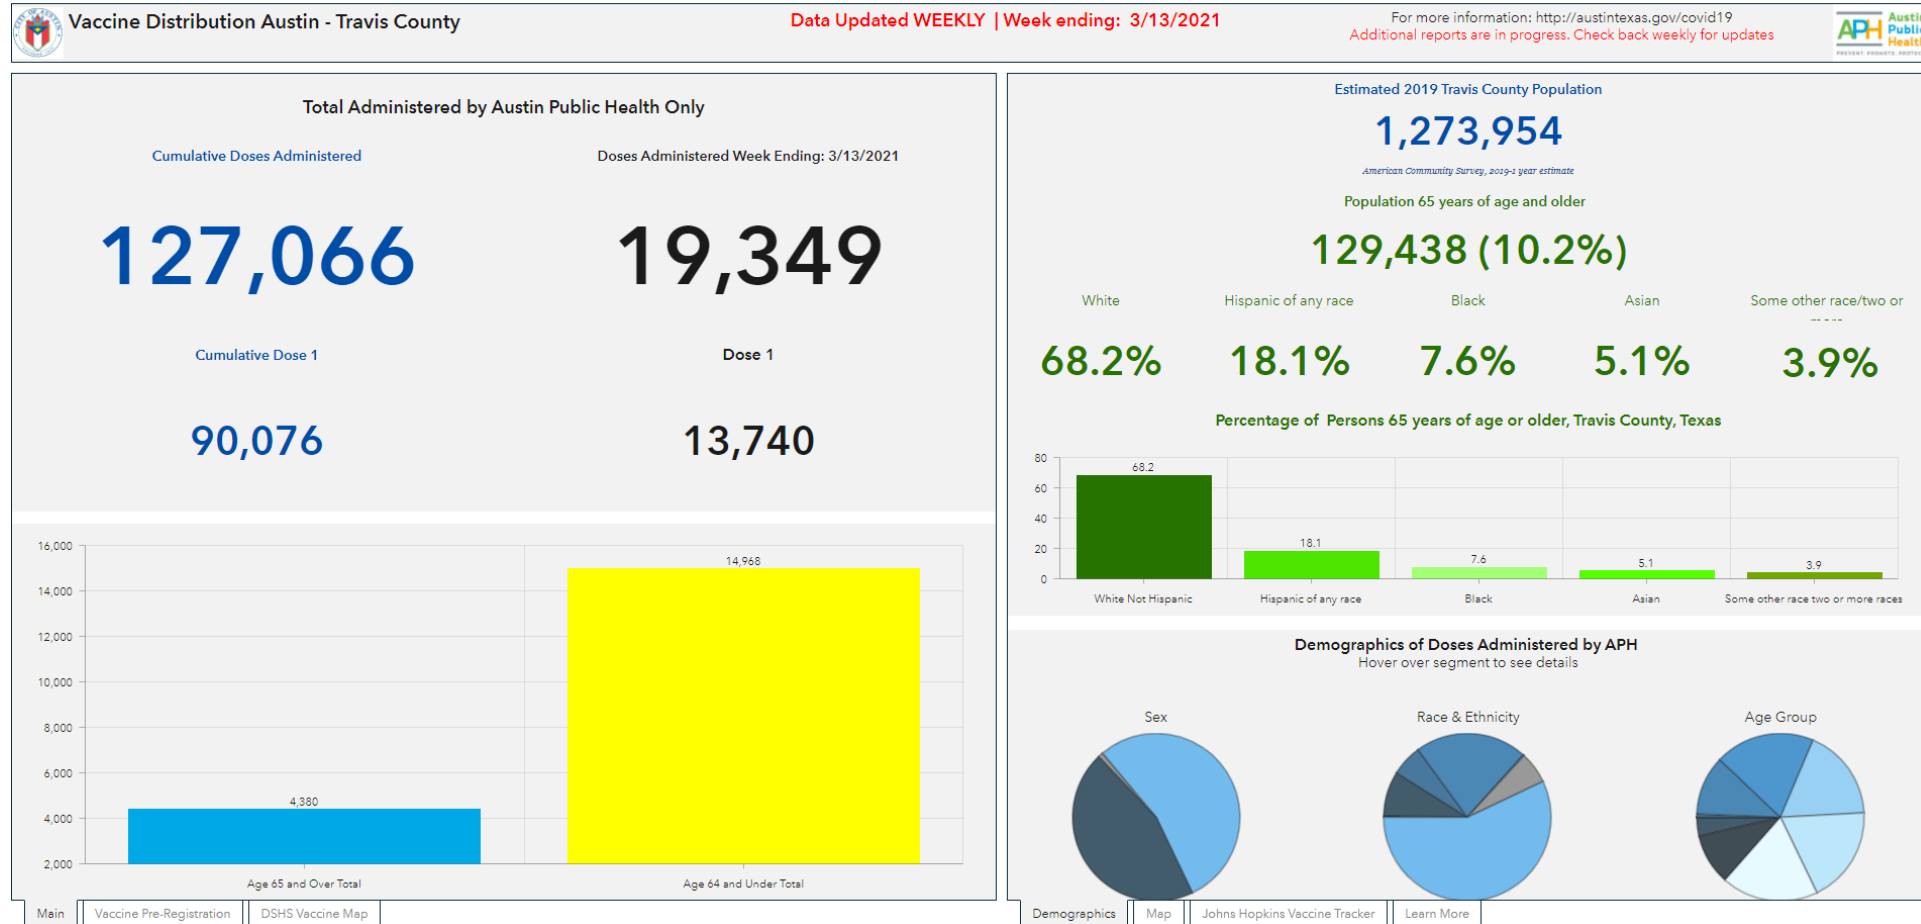 Vaccine Distribution Austin - Travis County
Data Updated WEEKLY | Week ending: 3/13/2021
For more information: http://austintexas.gov/covid19
Additional reports are in progress. Check back weekly for updates
APH
Austin
Public
Health
PREVENT. PROMOTE. PROTECT.
Total Administered by Austin Public Health Only
Cumulative Doses Administered
Doses Administered Week Ending: 3/13/2021
127,066
19,349
Cumulative Dose 1
Dose 1
90,076
13,740
16,000
14,000
12,000
10,000
8,000
6,000
4,000
2,000
4,380
14,968
Age 65 and Over Total
Age 64 and Under Total
Main
Vaccine Pre-Registration
DSHS Vaccine Map
Estimated 2019 Travis County Population
1,273,954
American Community Survey, 2019-1 year estimate
Population 65 years of age and older
129,438 (10.2%)
White
Hispanic of any race
Black
Asian
Some other race/two or
68.2%
18.1%
7.6%
5.1%
3.9%
Percentage of Persons 65 years of age or older, Travis County, Texas
80
60
40
20
0
68.2
18.1
7.6
5.1
3.9
White Not Hispanic
Hispanic of any race
Black
Asian
Some other race two or more races
Demographics of Doses Administered by APH
Hover over segment to see details
Sex
Race & Ethnicity
Age Group
Demographics
Map
Johns Hopkins Vaccine Tracker
Learn More